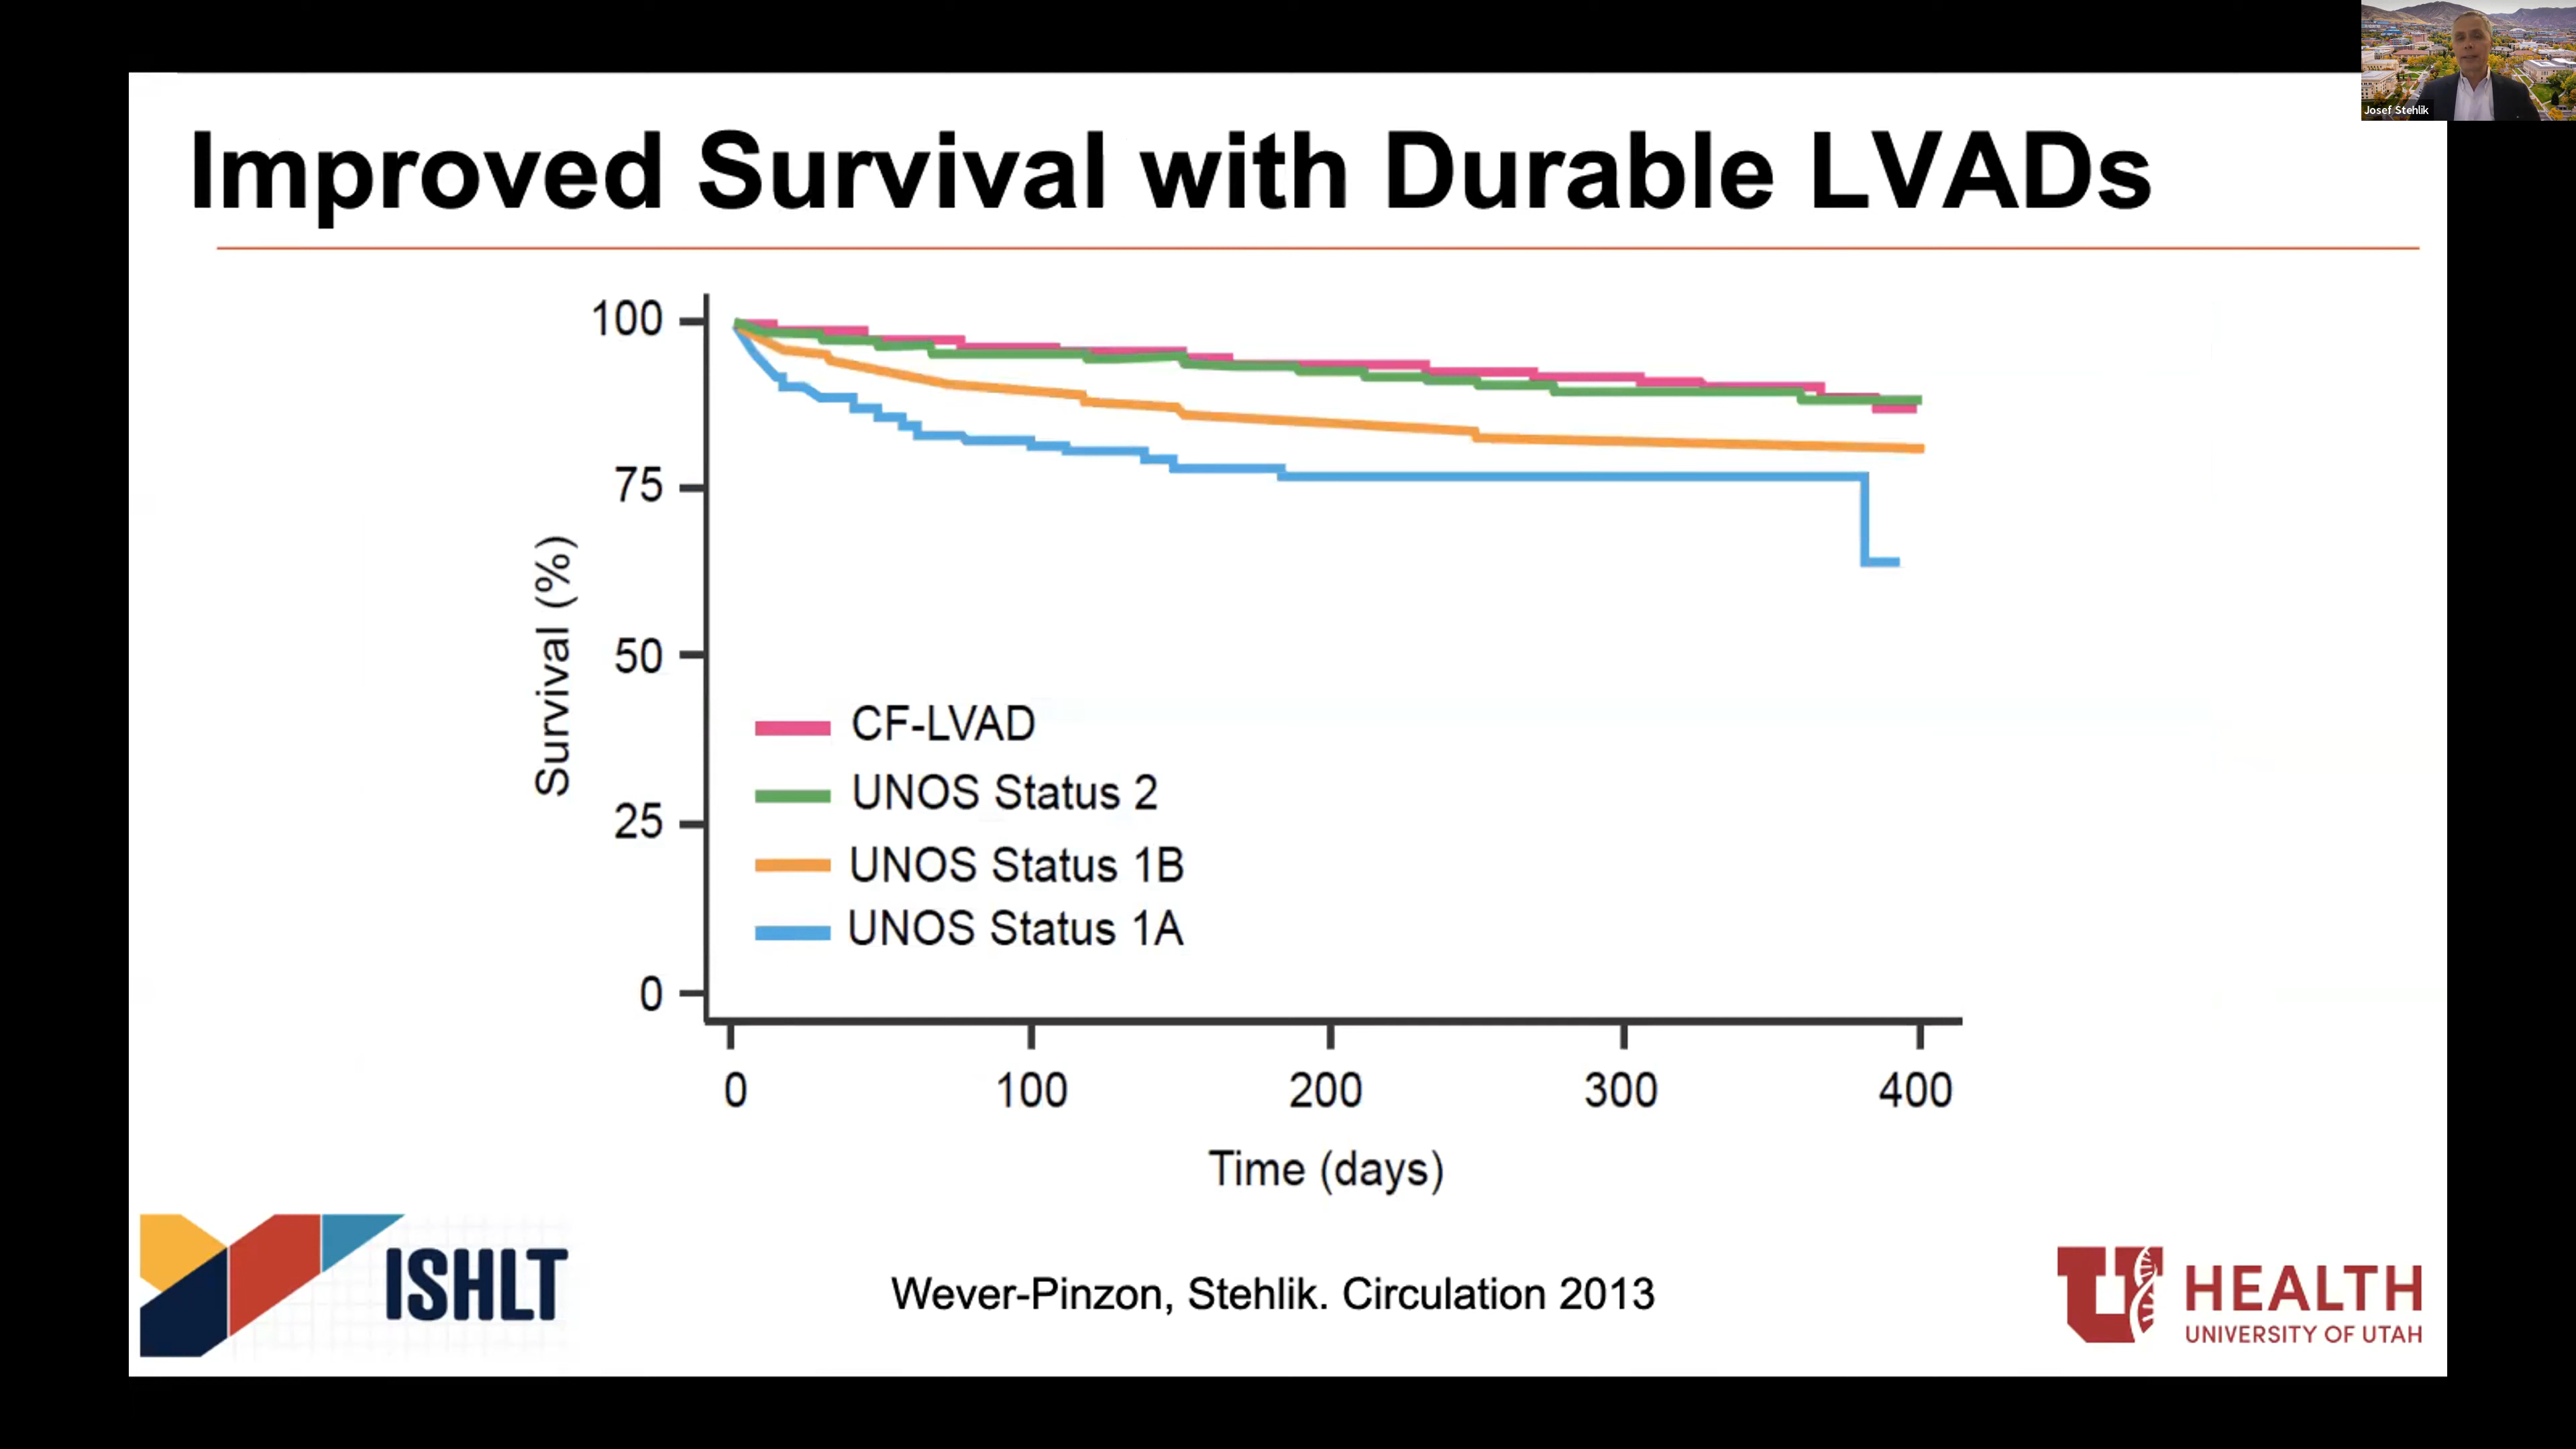 Josef Stehlik
Improved Survival with Durable LVADs
100
75
50
25
0
Survival (%)
CF-LVAD
UNOS Status 2
UNOS Status 1B
UNOS Status 1A
0 100 200 300 400
Time (days)
ISHLT
Wever-Pinzon, Stehlik. Circulation 2013
U HEALTH
UNIVERSITY OF UTAH